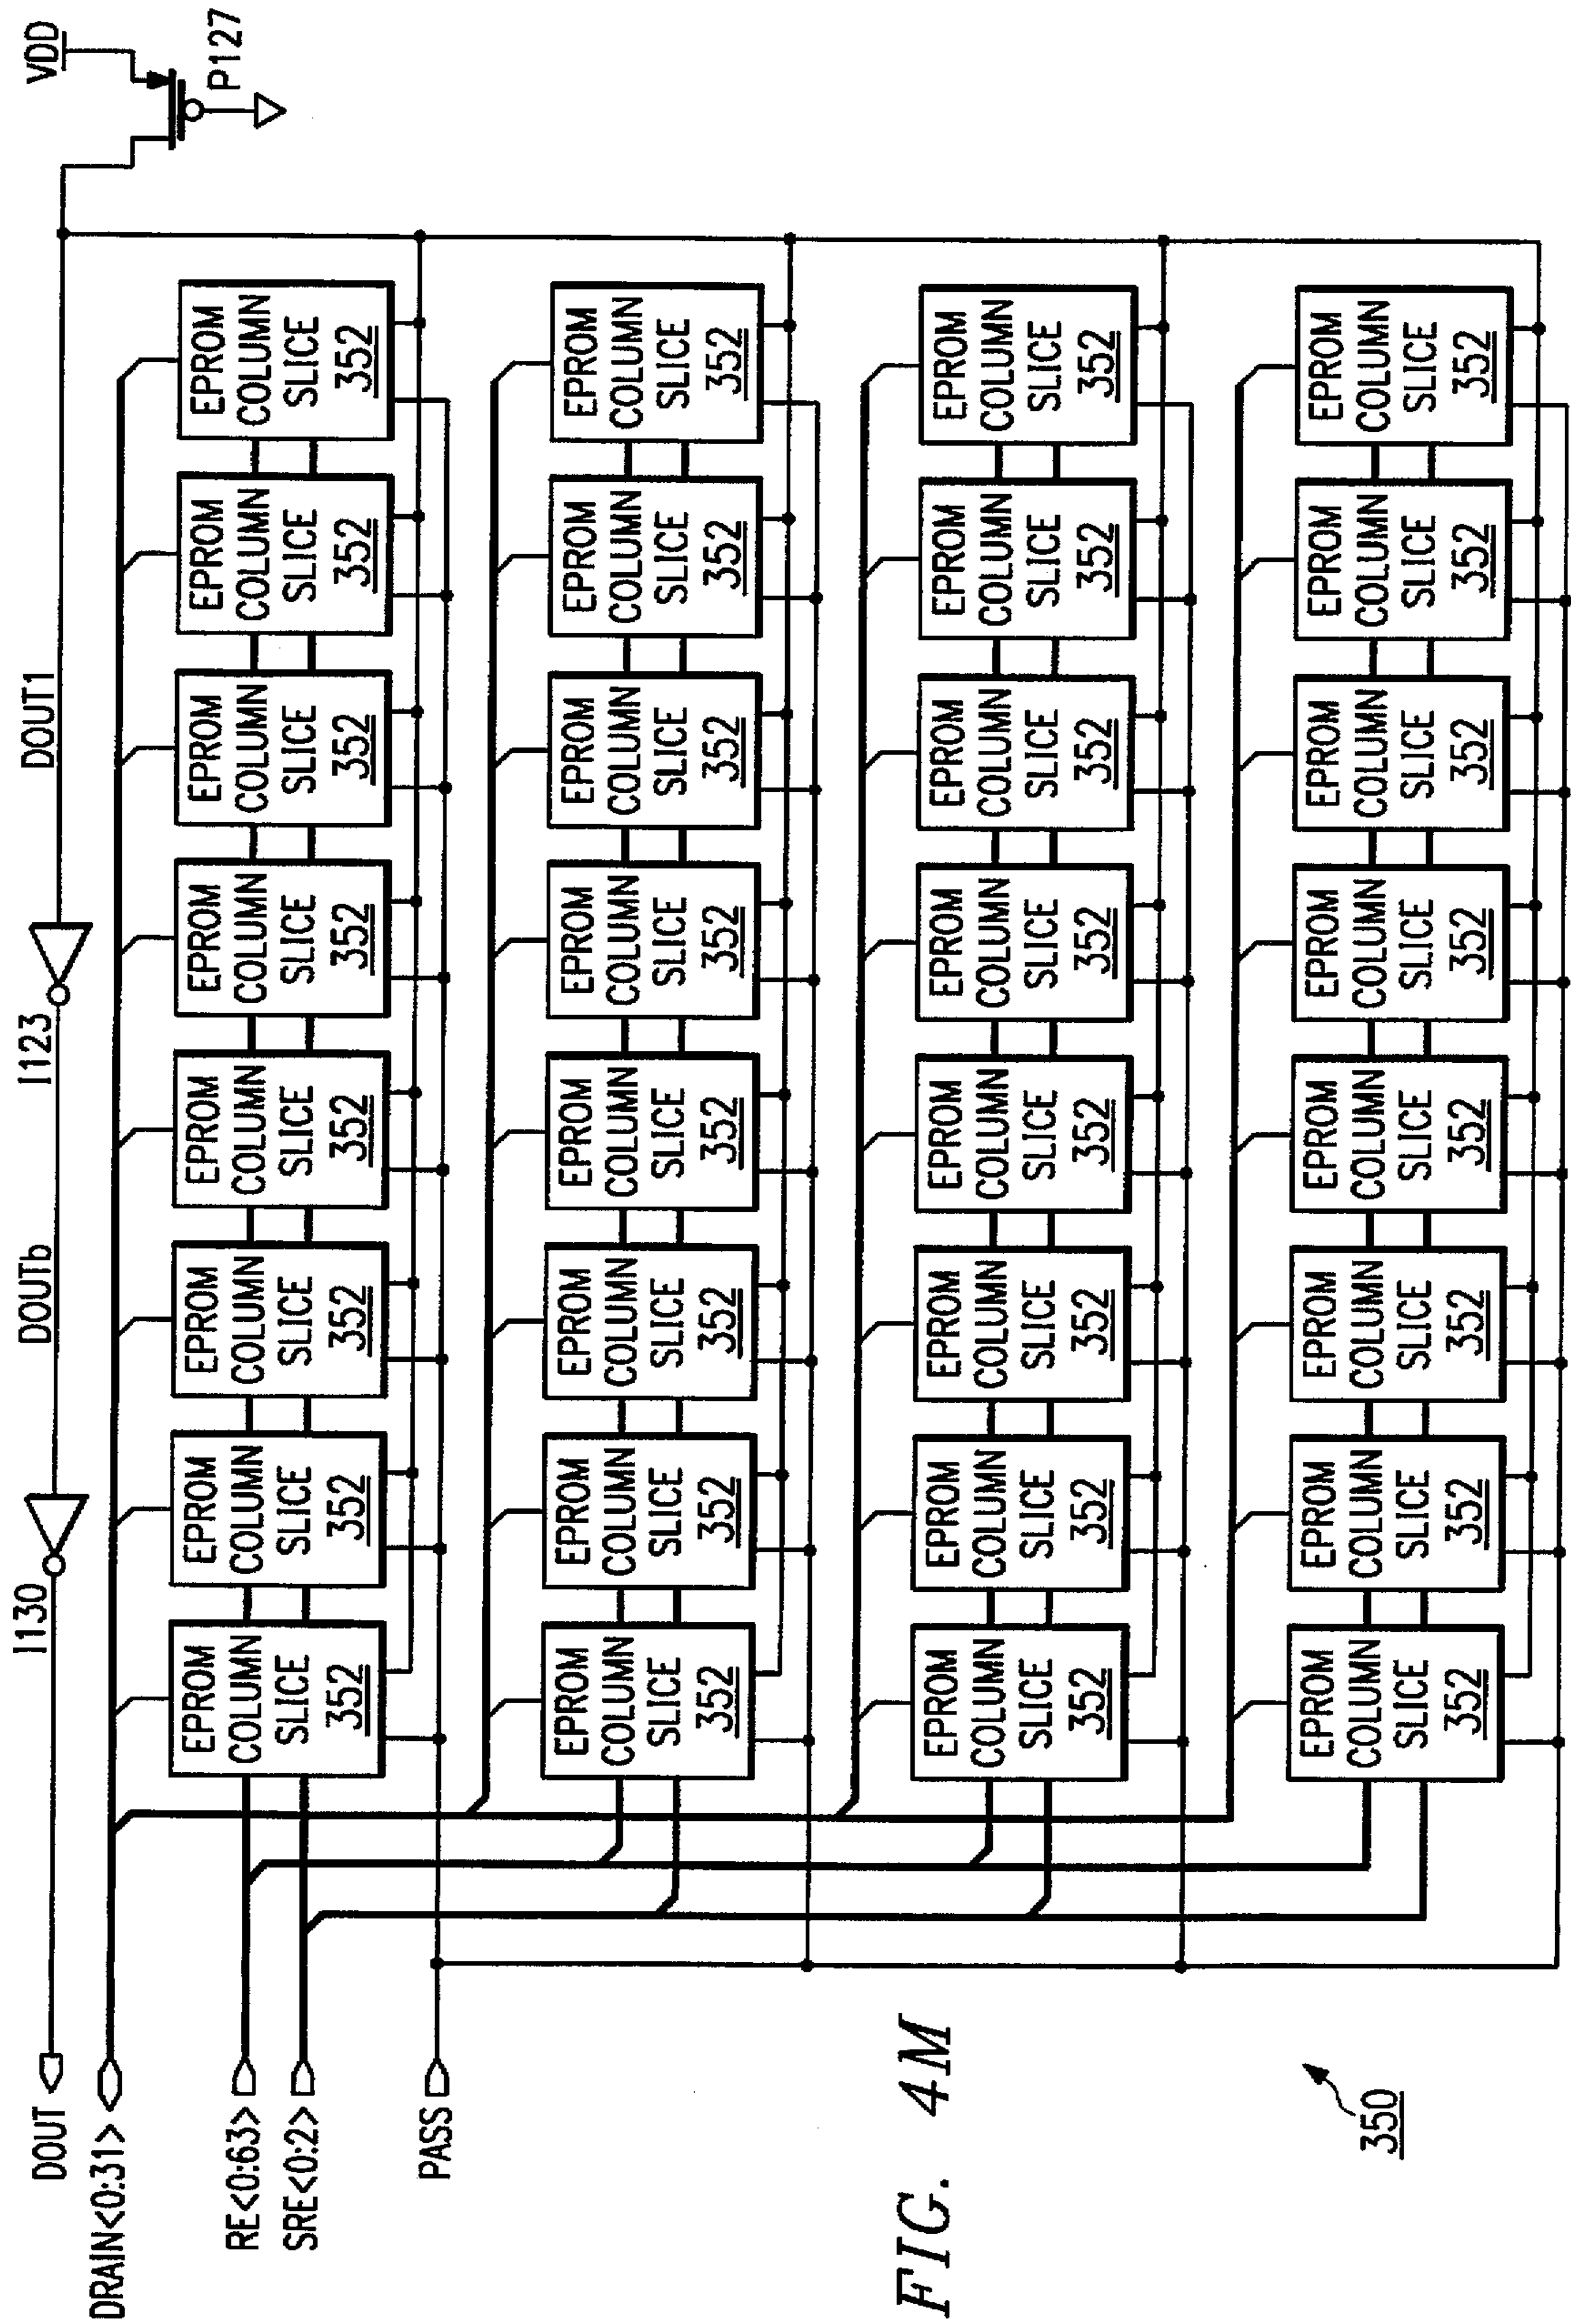 DOUT
I130
DOUTb
I123
DOUT1
VDD
P127
DRAIN<0:31>
RE<0:63>
SRE<0:2>
PASS
EPROM
COLUMN
SLICE
352
EPROM
COLUMN
SLICE
352
EPROM
COLUMN
SLICE
352
EPROM
COLUMN
SLICE
352
EPROM
COLUMN
SLICE
352
EPROM
COLUMN
SLICE
352
EPROM
COLUMN
SLICE
352
EPROM
COLUMN
SLICE
352
EPROM
COLUMN
SLICE
352
EPROM
COLUMN
SLICE
352
EPROM
COLUMN
SLICE
352
EPROM
COLUMN
SLICE
352
EPROM
COLUMN
SLICE
352
EPROM
COLUMN
SLICE
352
EPROM
COLUMN
SLICE
352
EPROM
COLUMN
SLICE
352
EPROM
COLUMN
SLICE
352
EPROM
COLUMN
SLICE
352
EPROM
COLUMN
SLICE
352
EPROM
COLUMN
SLICE
352
EPROM
COLUMN
SLICE
352
EPROM
COLUMN
SLICE
352
EPROM
COLUMN
SLICE
352
EPROM
COLUMN
SLICE
352
EPROM
COLUMN
SLICE
352
EPROM
COLUMN
SLICE
352
EPROM
COLUMN
SLICE
352
EPROM
COLUMN
SLICE
352
EPROM
COLUMN
SLICE
352
EPROM
COLUMN
SLICE
352
EPROM
COLUMN
SLICE
352
EPROM
COLUMN
SLICE
352
FIG. 4M
350